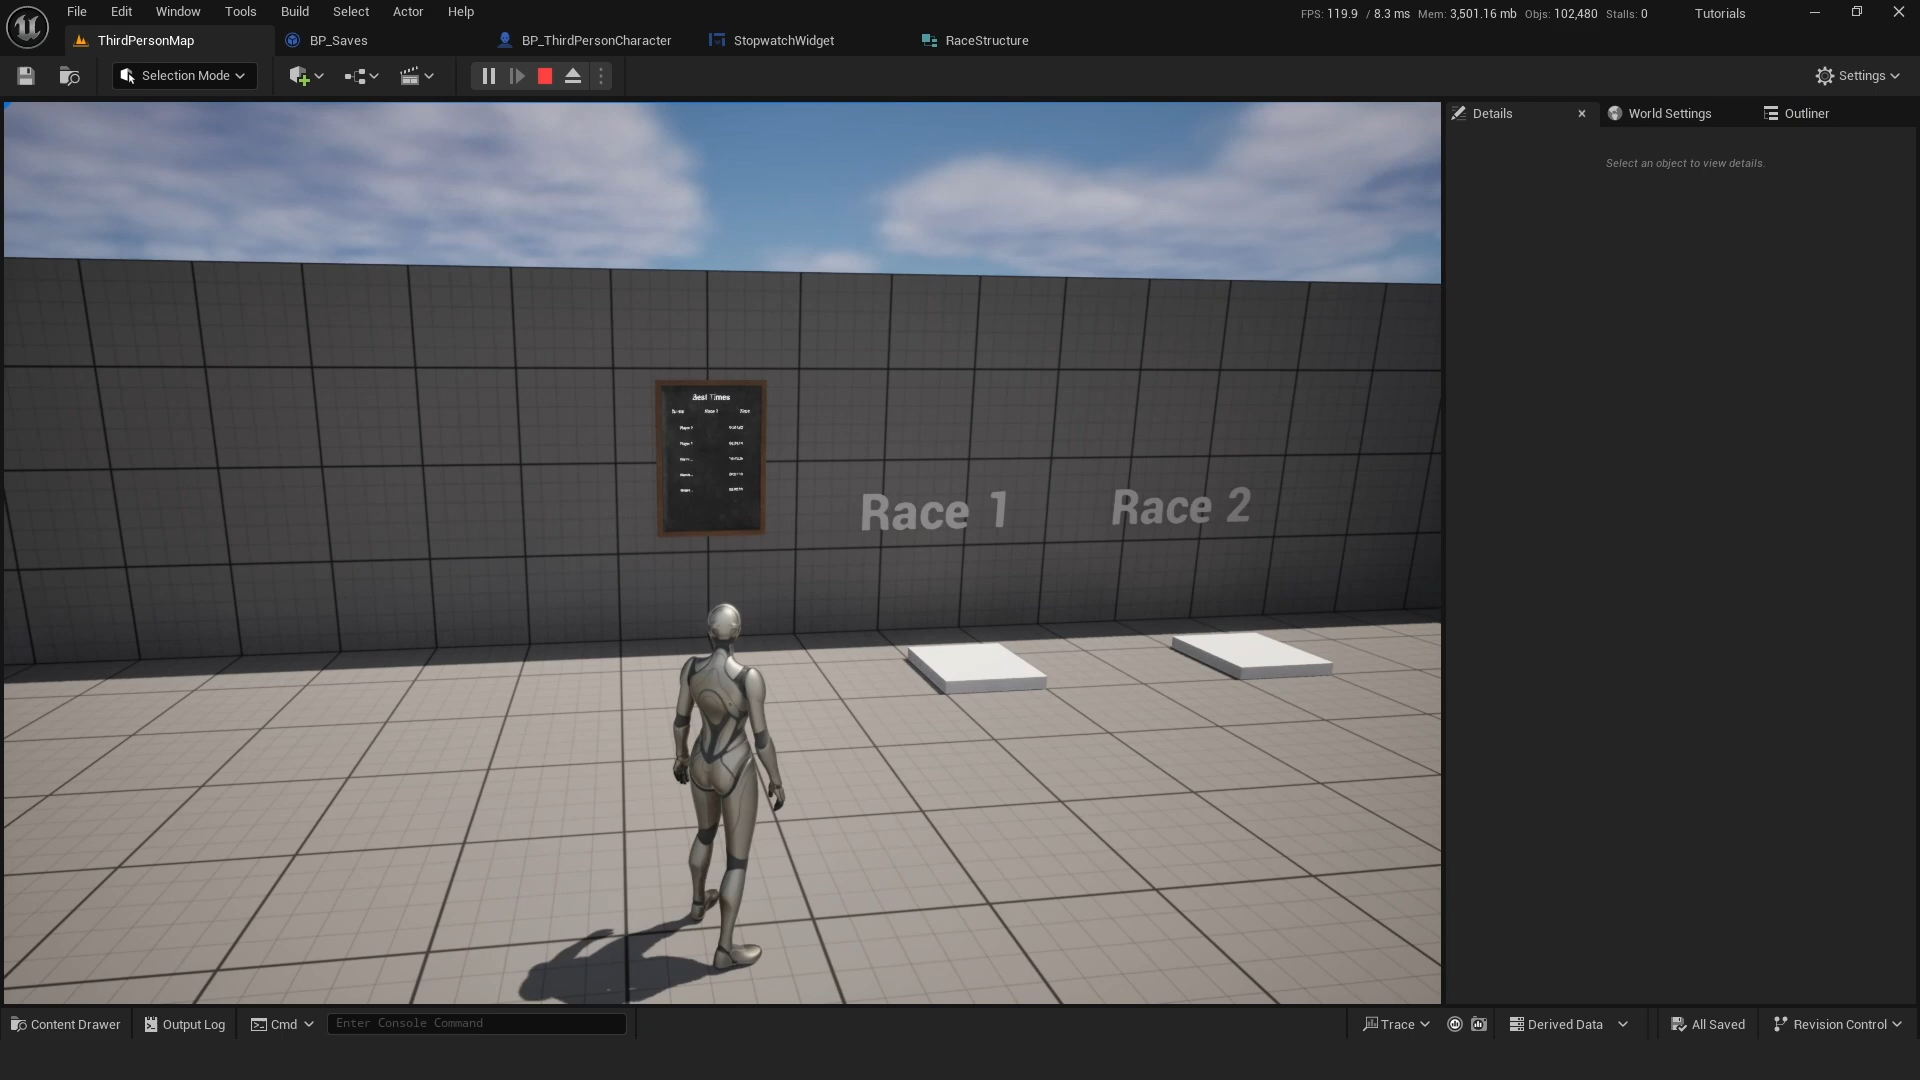 File Edit Window Tools Build Select Actor Help
FPS: 119.9 / 8.3 ms Mem: 3,501.16 mb Objs: 102,480 Stalls: 0
Tutorials
ThirdPersonMap
BP_Saves
BP_ThirdPersonCharacter
StopwatchWidget
RaceStructure
Selection Mode
Settings
Details
World Settings
Outliner
Select an object to view details.
Best Times
Race 1
Time
Race 1
Race 2
Content Drawer
Output Log
Cmd
Enter Console Command
Trace
Derived Data
All Saved
Revision Control